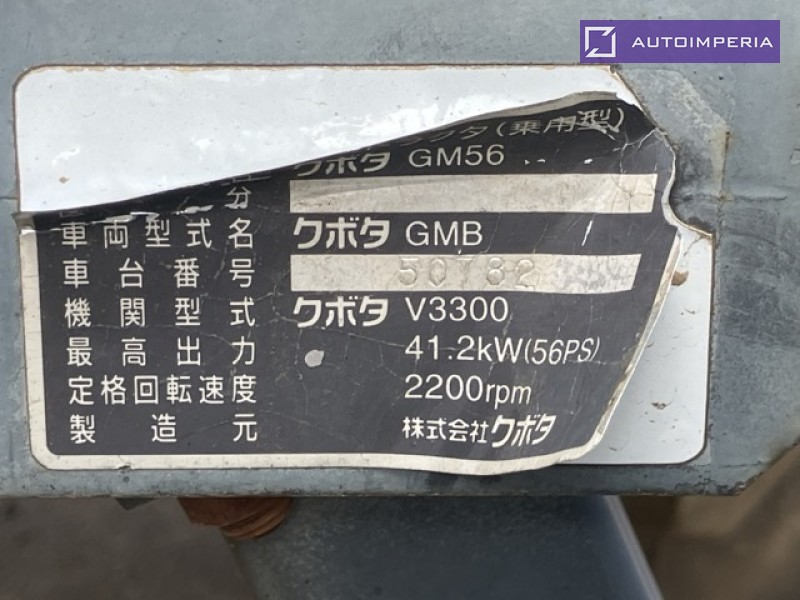 AUTOIMPERIA
クタ(乗用型)
クボタ GM56
分
車両型式名 クボタ GMB
車台番号 50782
機関型式 クボタ V3300
最高出力 41.2kW(56PS)
定格回転速度 2200rpm
製造元 株式会社クボタ